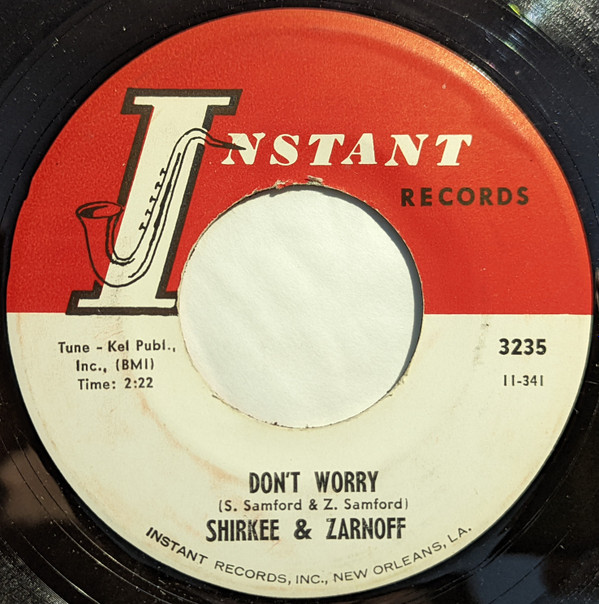 INSTANT
RECORDS
Tune - Kel Publ.,
Inc., (BMI)
Time: 2:22
3235
11-341
DON'T WORRY
(S. Samford & Z. Samford)
SHIRKEE & ZARNOFF
INSTANT RECORDS, INC., NEW ORLEANS, LA.